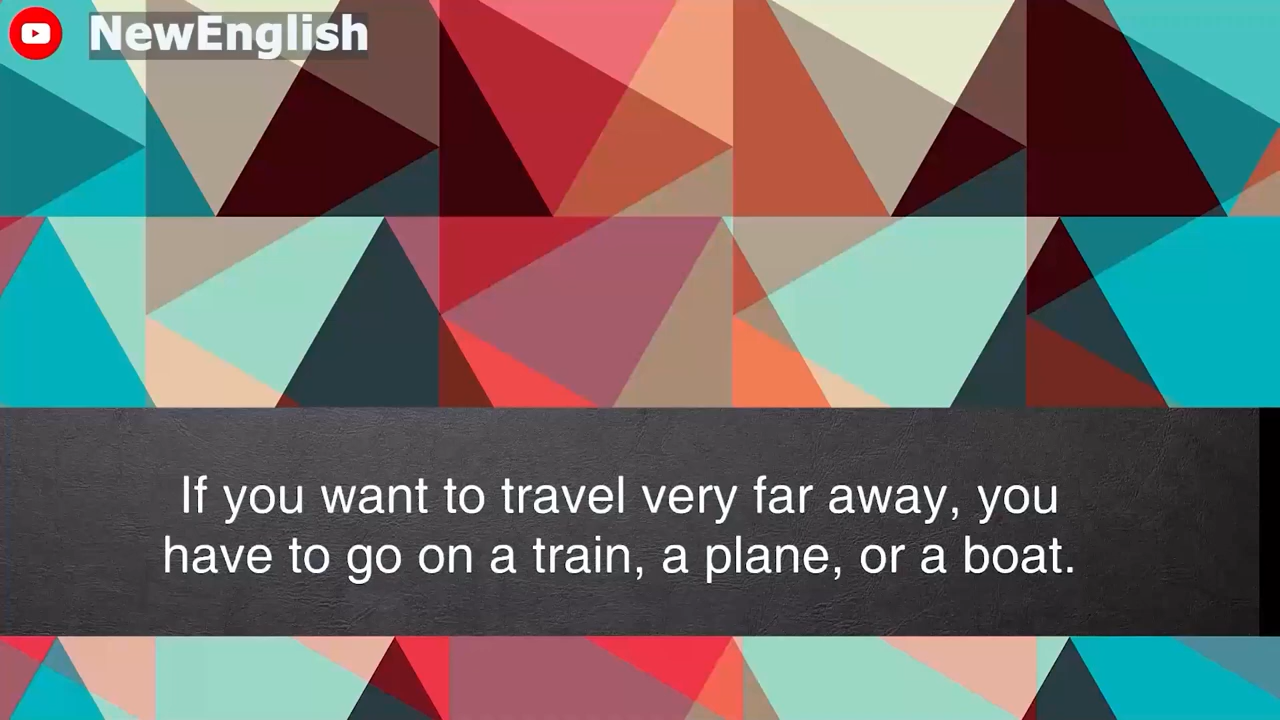 NewEnglish
If you want to travel very far away, you
have to go on a train, a plane, or a boat.